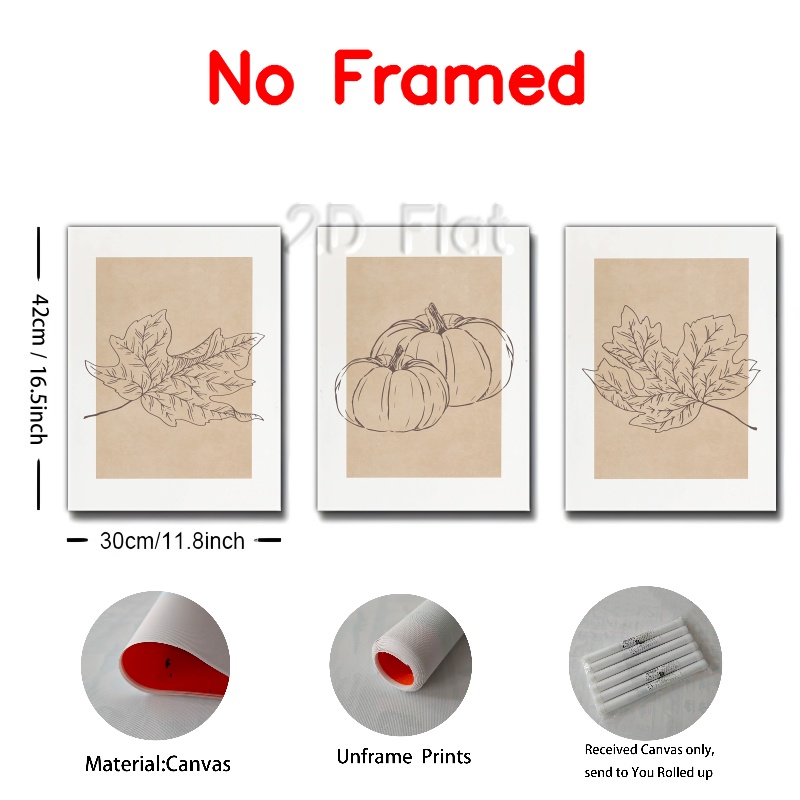 No Framed
2D Flat
42cm / 16.5inch
30cm/11.8inch
Material:Canvas
Unframe Prints
Received Canvas only,
send to You Rolled up